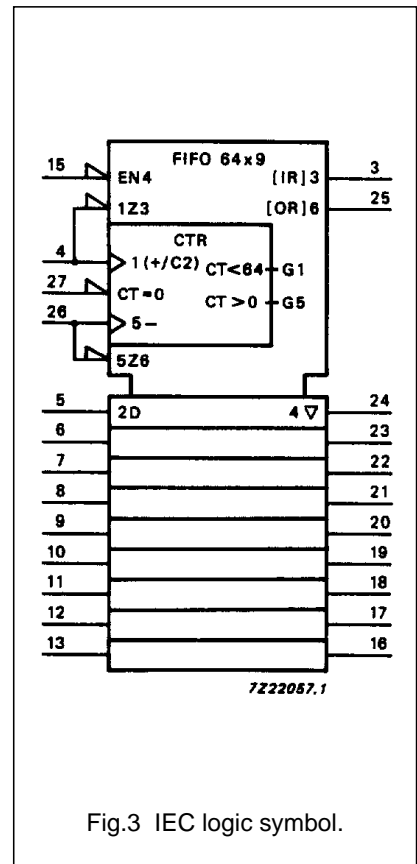 FIFO 64x9
15 EN4 [IR]3 3
1Z3 [OR]6 25
CTR
4 1(+/C2) CT<64 G1
27 CT=0 CT>0 G5
26 5−
5Z6
5 2D 4 ▽ 24
6 23
7 22
8 21
9 20
10 19
11 18
12 17
13 16
7Z22057.1
Fig.3 IEC logic symbol.